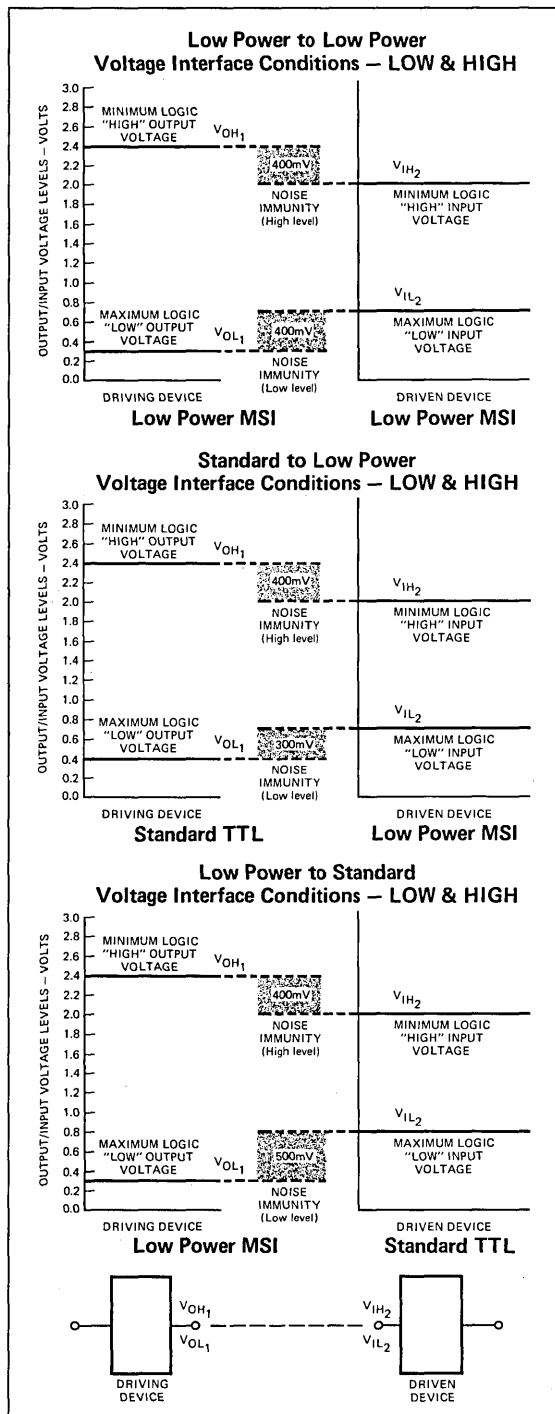 Low Power to Low Power
Voltage Interface Conditions – LOW & HIGH
OUTPUT/INPUT VOLTAGE LEVELS – VOLTS
3.0
2.8
2.6
2.4
2.2
2.0
1.8
1.6
1.4
1.2
1.0
0.8
0.6
0.4
0.2
0.0
MINIMUM LOGIC
"HIGH" OUTPUT
VOLTAGE
VOH1
400mV
NOISE
IMMUNITY
(High level)
VIH2
MINIMUM LOGIC
"HIGH" INPUT
VOLTAGE
MAXIMUM LOGIC
"LOW" OUTPUT
VOLTAGE
VOL1
400mV
NOISE
IMMUNITY
(Low level)
VIL2
MAXIMUM LOGIC
"LOW" INPUT
VOLTAGE
DRIVING DEVICE
Low Power MSI
DRIVEN DEVICE
Low Power MSI
Standard to Low Power
Voltage Interface Conditions – LOW & HIGH
OUTPUT/INPUT VOLTAGE LEVELS – VOLTS
3.0
2.8
2.6
2.4
2.2
2.0
1.8
1.6
1.4
1.2
1.0
0.8
0.6
0.4
0.2
0.0
MINIMUM LOGIC
"HIGH" OUTPUT
VOLTAGE
VOH1
400mV
NOISE
IMMUNITY
(High level)
VIH2
MINIMUM LOGIC
"HIGH" INPUT
VOLTAGE
MAXIMUM LOGIC
"LOW" OUTPUT
VOLTAGE
VOL1
300mV
NOISE
IMMUNITY
(Low level)
VIL2
MAXIMUM LOGIC
"LOW" INPUT
VOLTAGE
DRIVING DEVICE
Standard TTL
DRIVEN DEVICE
Low Power MSI
Low Power to Standard
Voltage Interface Conditions – LOW & HIGH
OUTPUT/INPUT VOLTAGE LEVELS – VOLTS
3.0
2.8
2.6
2.4
2.2
2.0
1.8
1.6
1.4
1.2
1.0
0.8
0.6
0.4
0.2
0.0
MINIMUM LOGIC
"HIGH" OUTPUT
VOLTAGE
VOH1
400mV
NOISE
IMMUNITY
(High level)
VIH2
MINIMUM LOGIC
"HIGH" INPUT
VOLTAGE
MAXIMUM LOGIC
"LOW" OUTPUT
VOLTAGE
VOL1
500mV
NOISE
IMMUNITY
(Low level)
VIL2
MAXIMUM LOGIC
"LOW" INPUT
VOLTAGE
DRIVING DEVICE
Low Power MSI
DRIVEN DEVICE
Standard TTL
VOH1
VOL1
VIH2
VIL2
DRIVING
DEVICE
DRIVEN
DEVICE